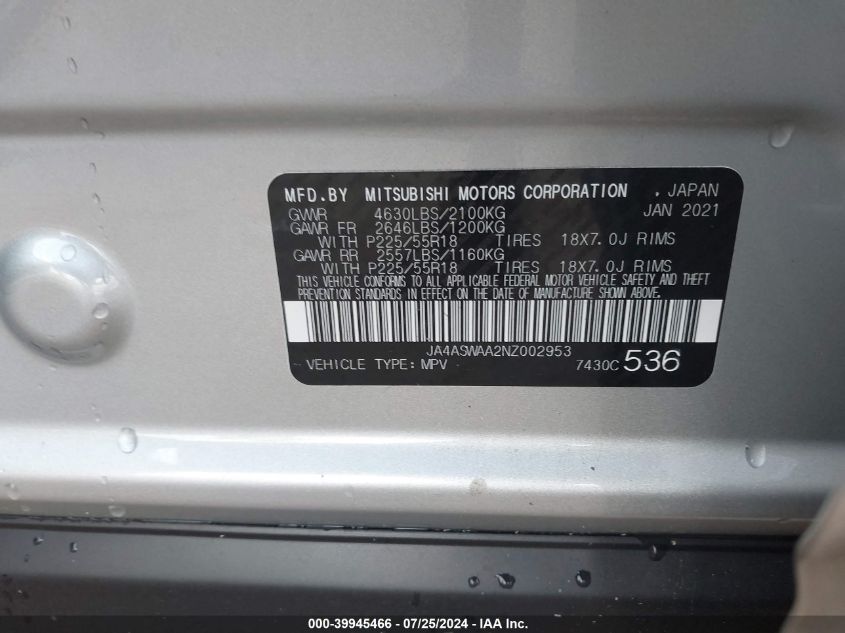 MFD.BY MITSUBISHI MOTORS CORPORATION . JAPAN
GVWR 4630LBS/2100KG JAN 2021
GAWR FR 2646LBS/1200KG
WITH P225/55R18 TIRES 18X7.0J RIMS
GAWR RR 2557LBS/1160KG
WITH P225/55R18 TIRES 18X7.0J RIMS
THIS VEHICLE CONFORMS TO ALL APPLICABLE FEDERAL MOTOR VEHICLE SAFETY AND THEFT
PREVENTION STANDARDS IN EFFECT ON THE DATE OF MANUFACTURE SHOWN ABOVE.
JA4ASWAA2NZ002953
VEHICLE TYPE: MPV 7430C 536
000-39945466 - 07/25/2024 - IAA Inc.